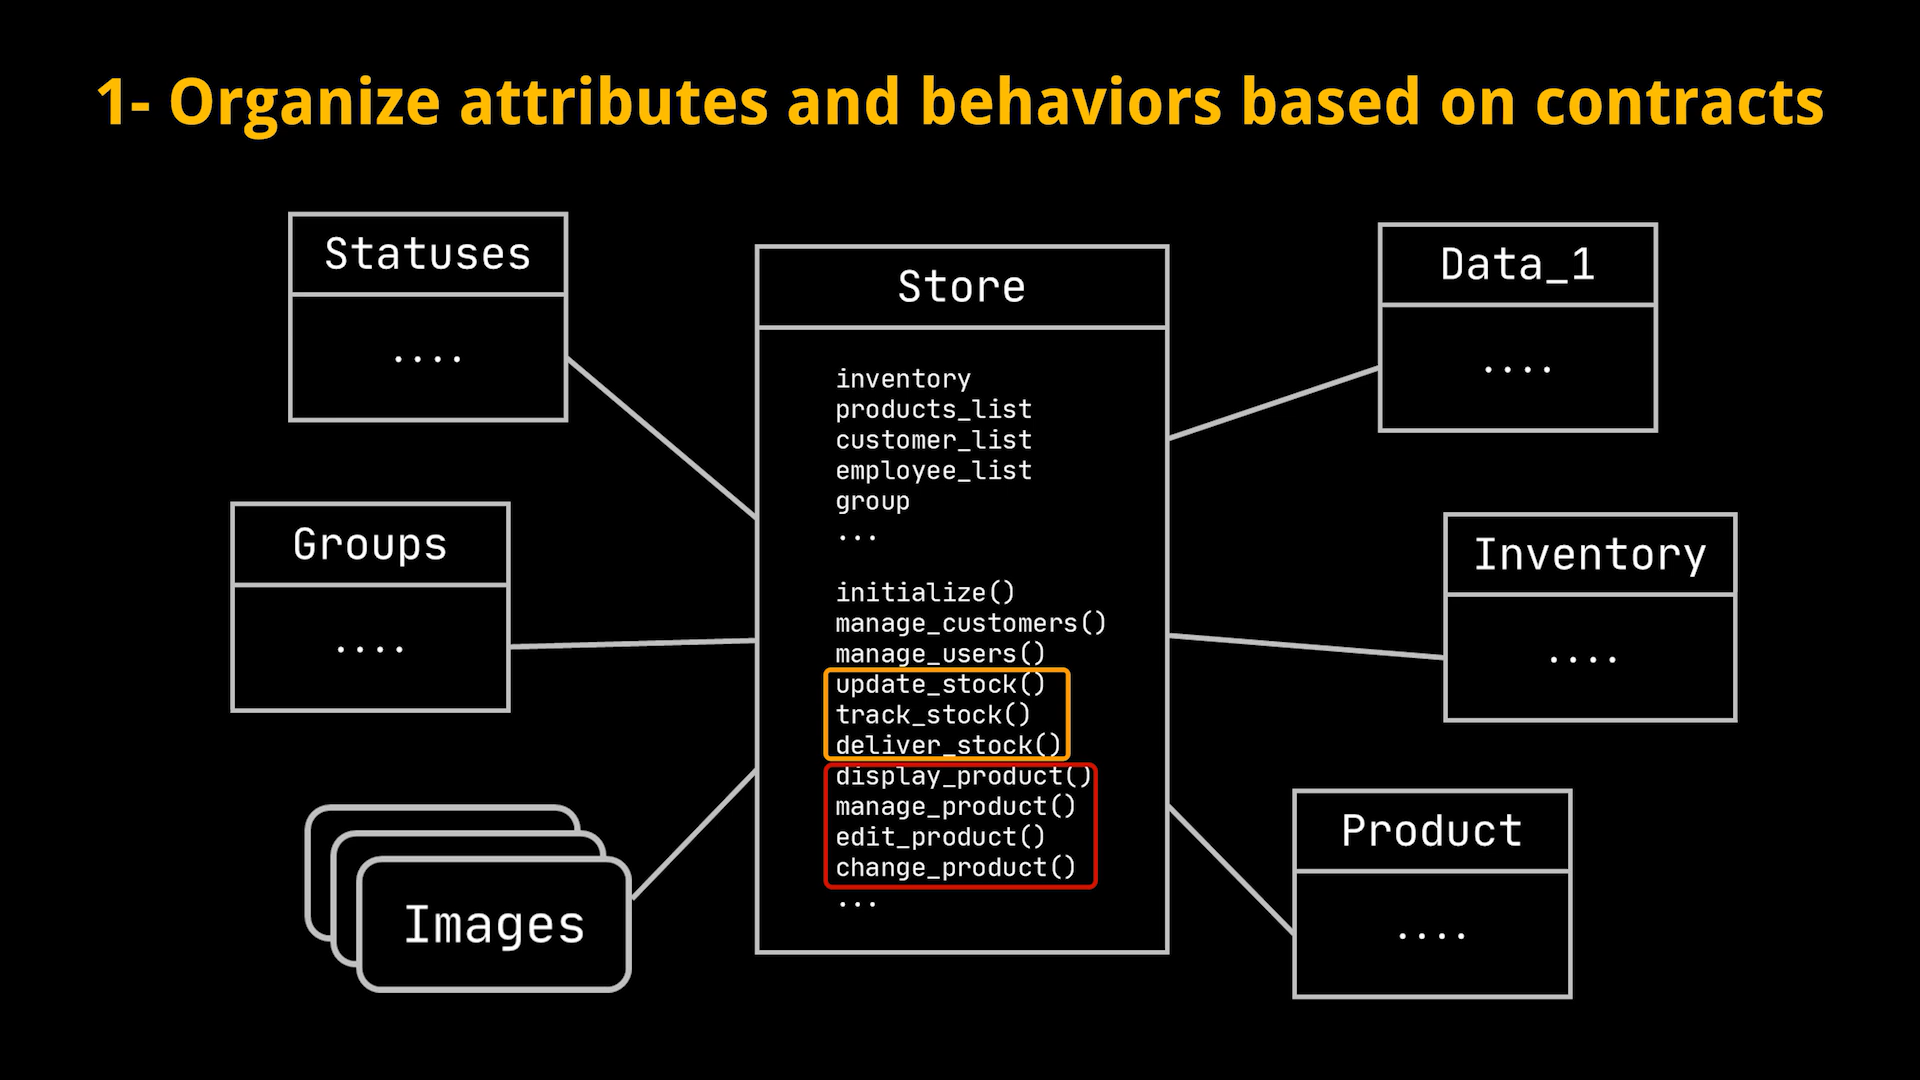 1- Organize attributes and behaviors based on contracts
Statuses
....
Groups
....
Images
Store
inventory
products_list
customer_list
employee_list
group
...
initialize()
manage_customers()
manage_users()
update_stock()
track_stock()
deliver_stock()
display_product()
manage_product()
edit_product()
change_product()
...
Data_1
....
Inventory
....
Product
....